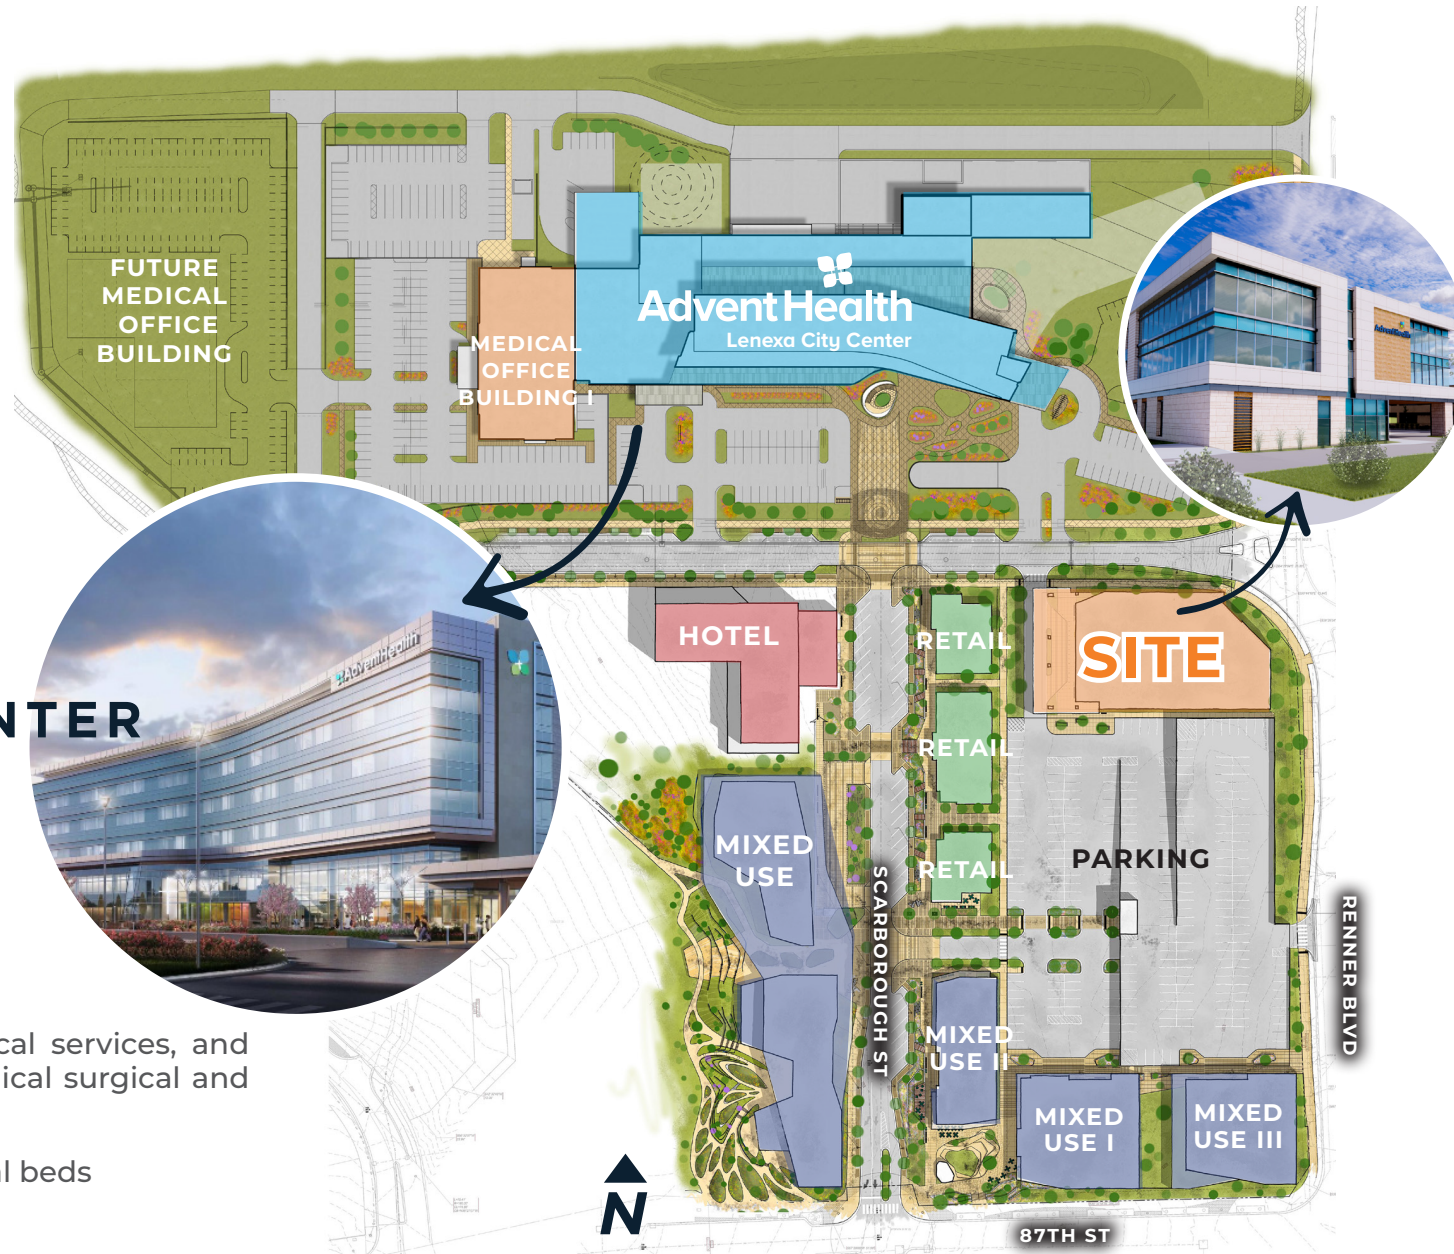 FUTURE
MEDICAL
OFFICE
BUILDING
MEDICAL
OFFICE
BUILDING I
AdventHealth
Lenexa City Center
AdventHealth
AdventHealth
HOTEL
RETAIL
SITE
RETAIL
RETAIL
MIXED
USE
PARKING
SCARBOROUGH ST
RENNER BLVD
MIXED
USE II
MIXED
USE I
MIXED
USE III
87TH ST
N
NTER
cal services, and
ical surgical and
l beds